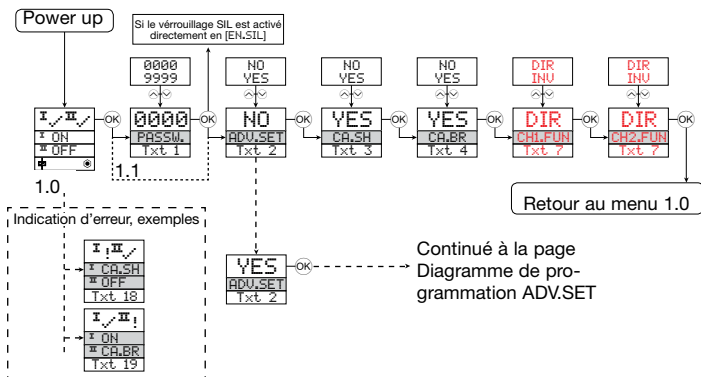 Power up
Si le vérrouillage SIL est activé
directement en [EN.SIL]
0000
9999
NO
YES
NO
YES
NO
YES
DIR
INV
DIR
INV
I✓II✓
I ON
II OFF
OK
0000
PASSW.
Txt 1
OK
NO
ADV.SET
Txt 2
OK
YES
CA.SH
Txt 3
OK
YES
CA.BR
Txt 4
OK
DIR
CH1.FUN
Txt 7
OK
DIR
CH2.FUN
Txt 7
OK
1.0
1.1
Retour au menu 1.0
Indication d'erreur, exemples
I!II✓
I CA.SH
II OFF
Txt 18
I✓II!
I ON
II CA.BR
Txt 19
YES
ADV.SET
Txt 2
OK
Continué à la page
Diagramme de pro-
grammation ADV.SET